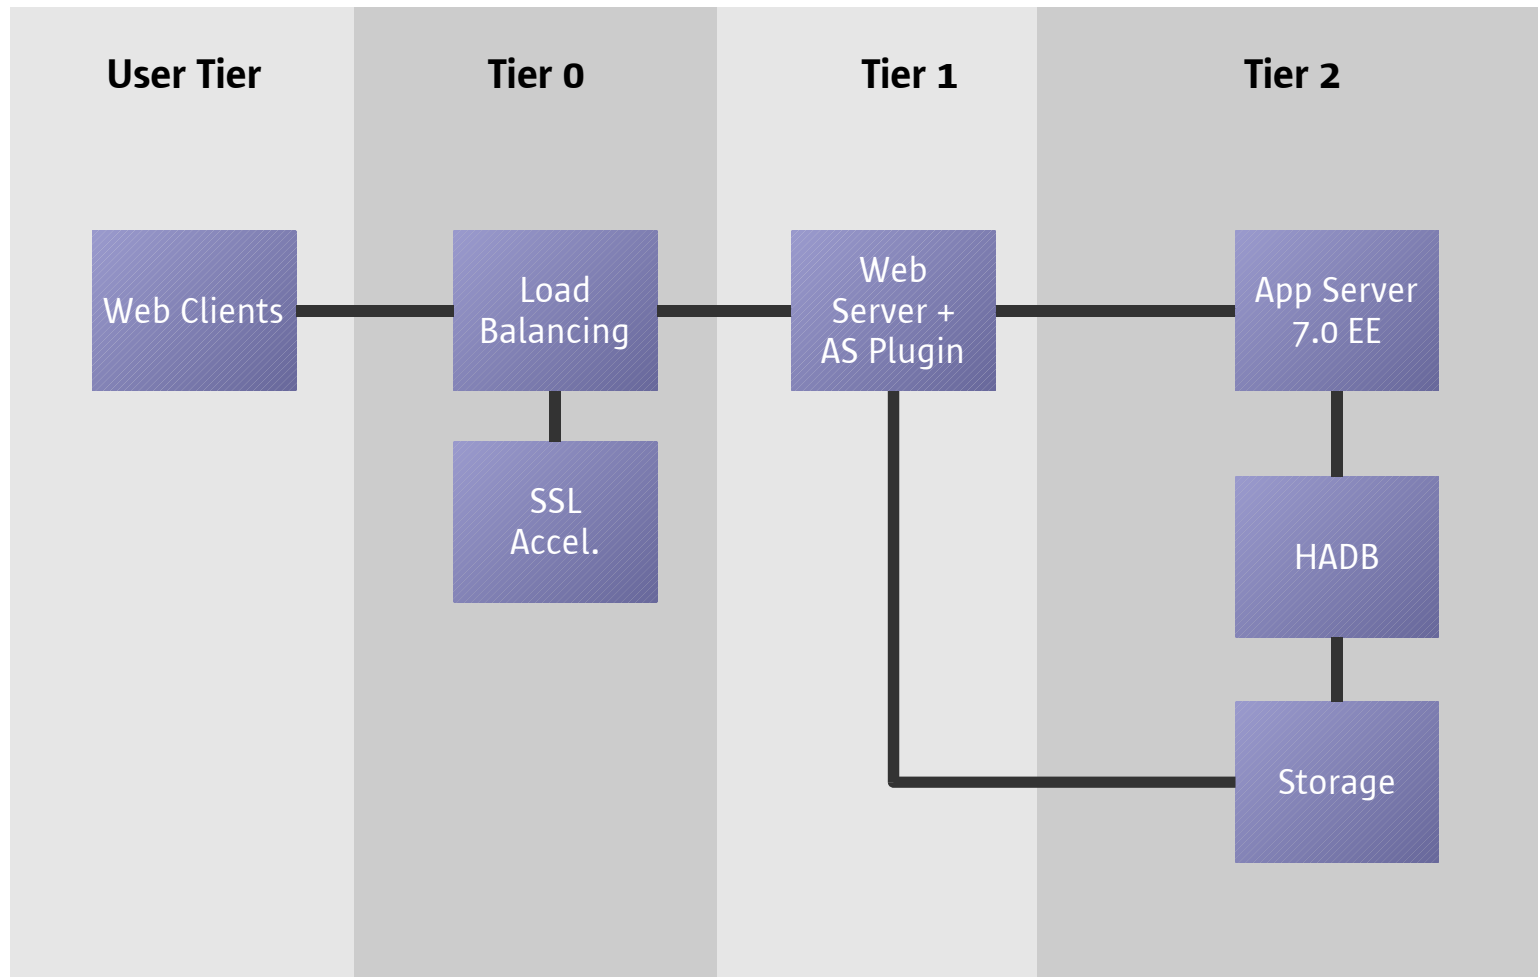 User Tier
Tier 0
Tier 1
Tier 2
Web Clients
Load
Balancing
Web
Server +
AS Plugin
App Server
7.0 EE
SSL
Accel.
HADB
Storage